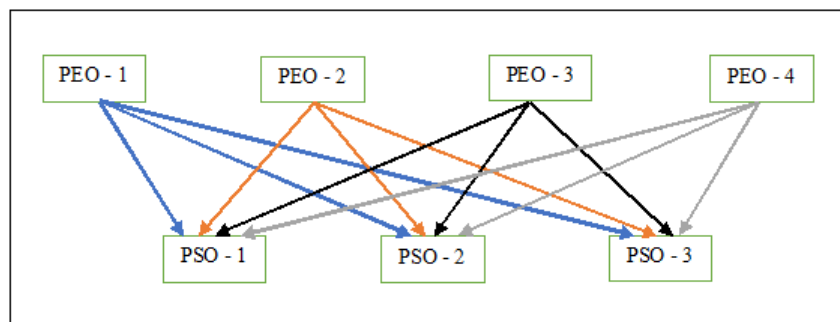 PEO - 1
PEO - 2
PEO - 3
PEO - 4
PSO - 1
PSO - 2
PSO - 3